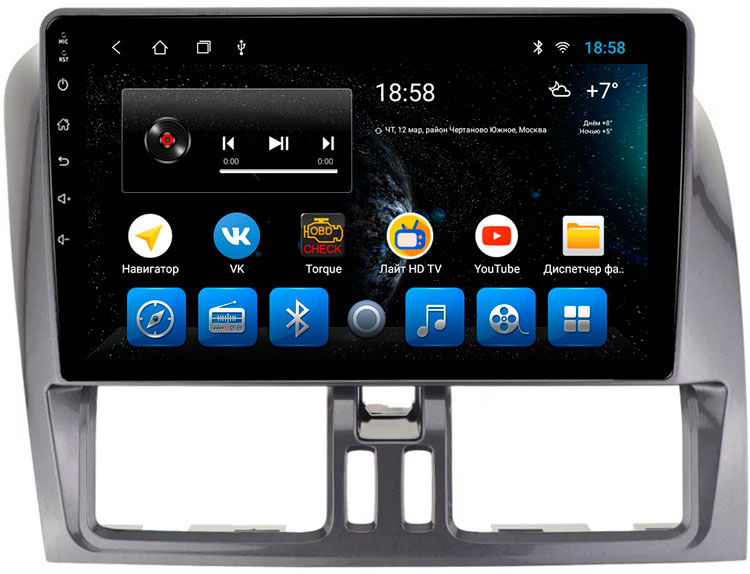 MIC
18:58
RST
18:58
+7°
ЧТ, 12 мар, район Чертаново Южное, Москва
Днём +8°
Ночью +5°
0:00
0:00
OBD
CHECK
Навигатор
VK
Torque
Лайт HD TV
YouTube
Диспетчер фа..